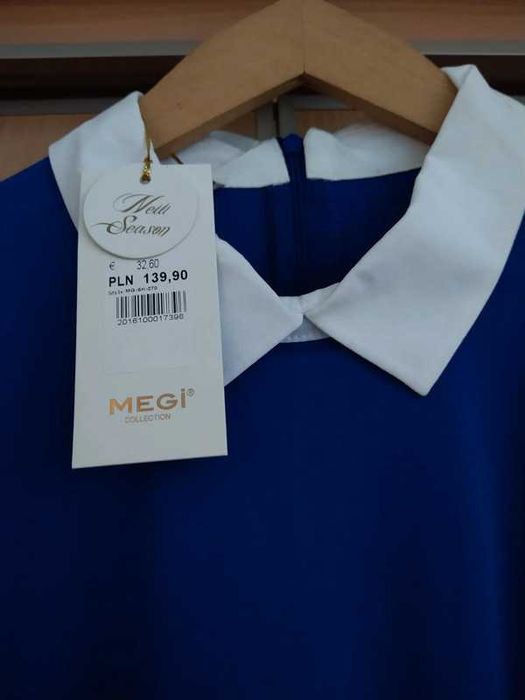 New
Season
€ 32,60
PLN 139,90
2016100017396
MEGi®
COLLECTION